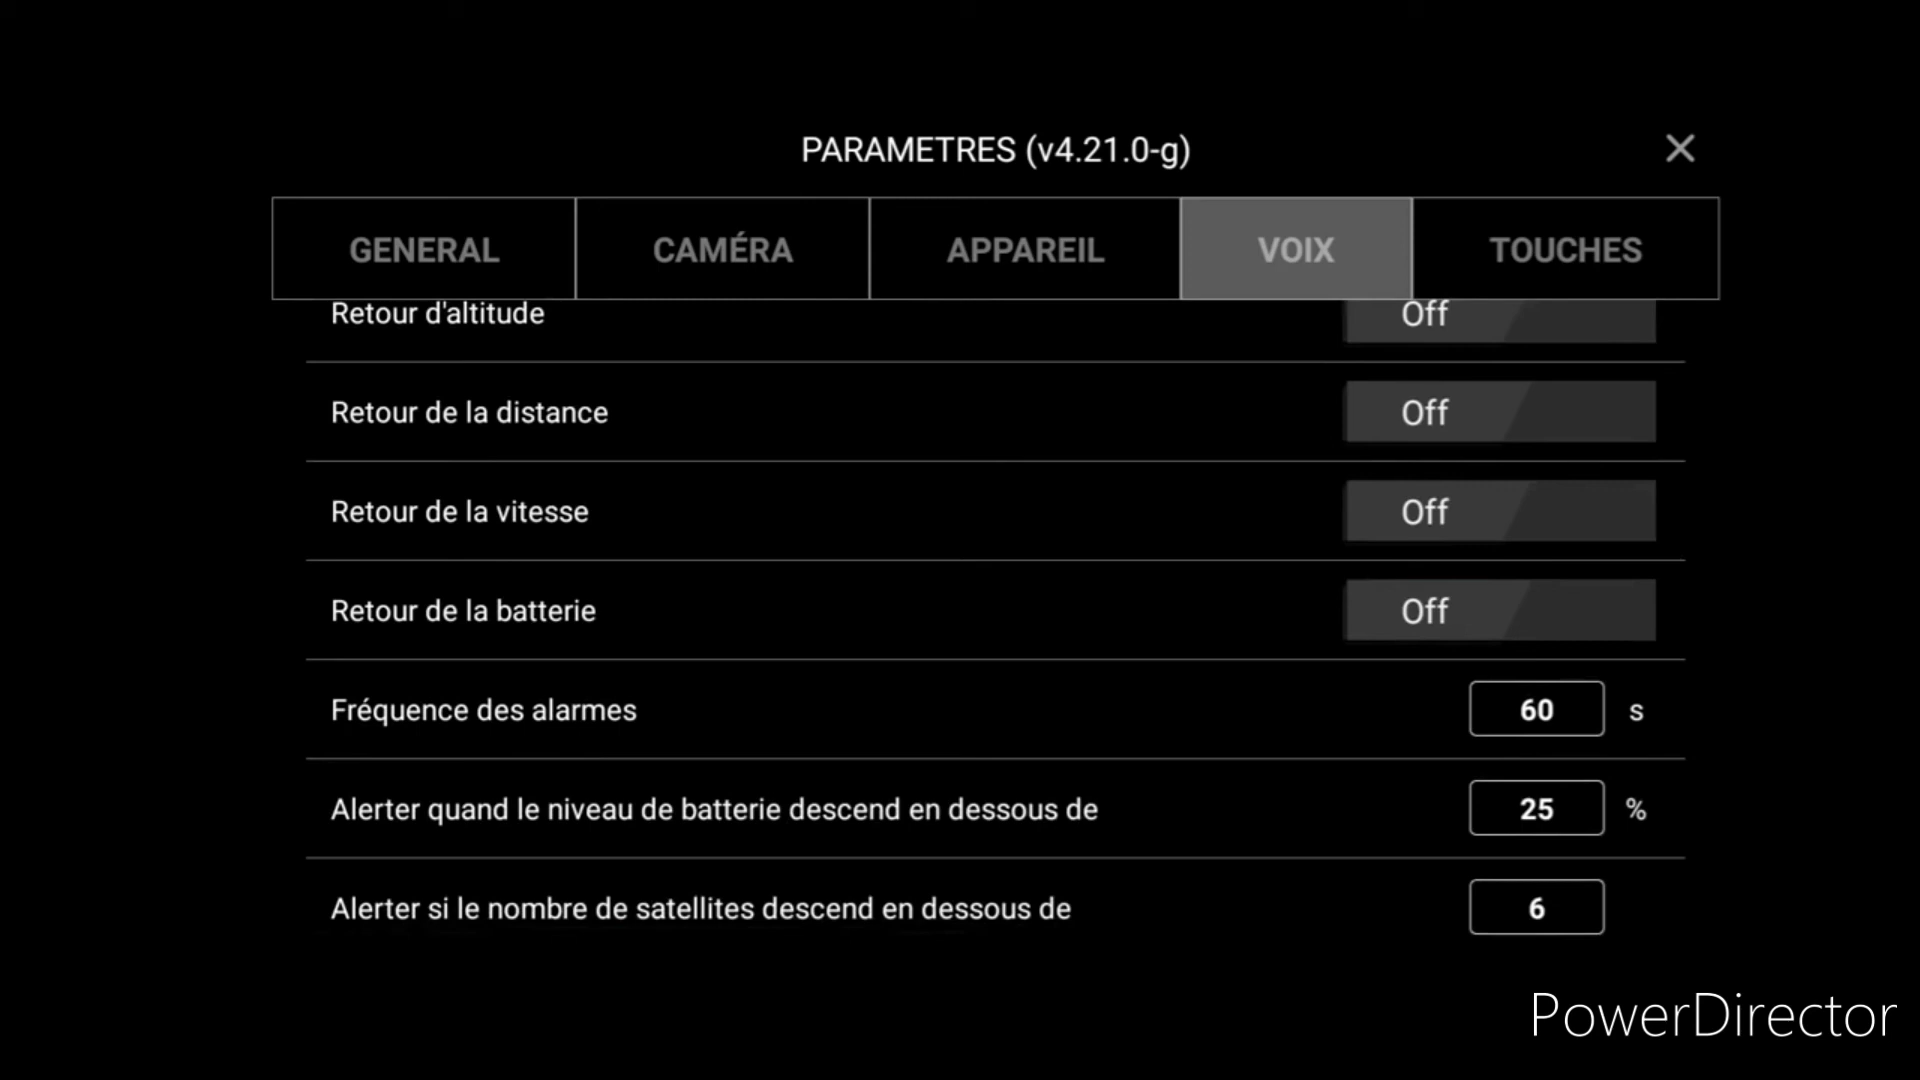 PARAMETRES (v4.21.0-g)
GENERAL CAMÉRA APPAREIL VOIX TOUCHES
Retour d'altitude Off
Retour de la distance Off
Retour de la vitesse Off
Retour de la batterie Off
Fréquence des alarmes 60 s
Alerter quand le niveau de batterie descend en dessous de 25 %
Alerter si le nombre de satellites descend en dessous de 6
PowerDirector